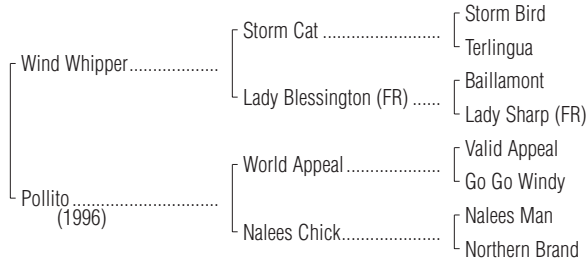 Storm Bird
Storm Cat ........................
Terlingua
Wind Whipper..................
Baillamont
Lady Blessington (FR) ......
Lady Sharp (FR)
Valid Appeal
World Appeal ...................
Go Go Windy
Pollito .............................
(1996)
Nalees Man
Nalees Chick....................
Northern Brand